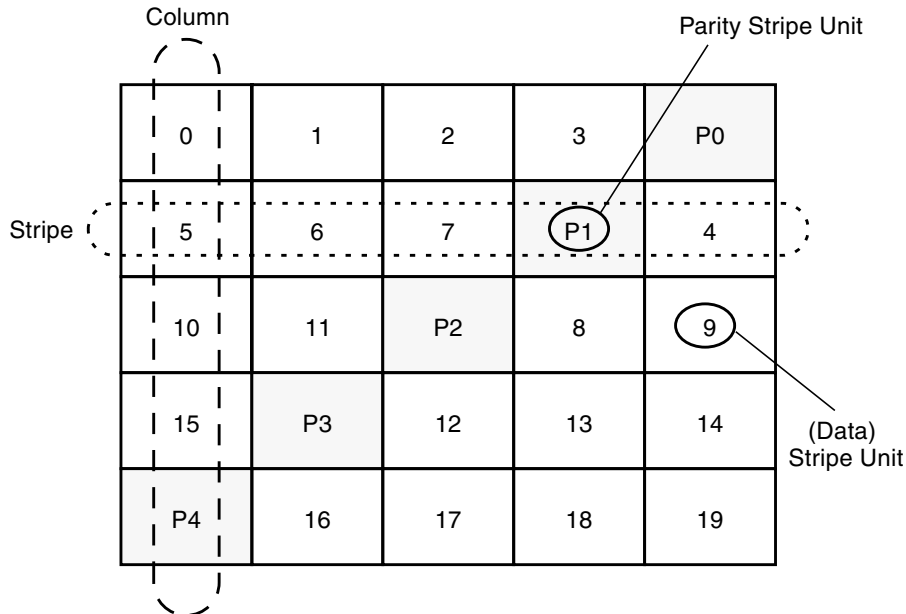 Column
Parity Stripe Unit
0 1 2 3 P0
Stripe 5 6 7 P1 4
10 11 P2 8 9
15 P3 12 13 14
(Data)
Stripe Unit
P4 16 17 18 19